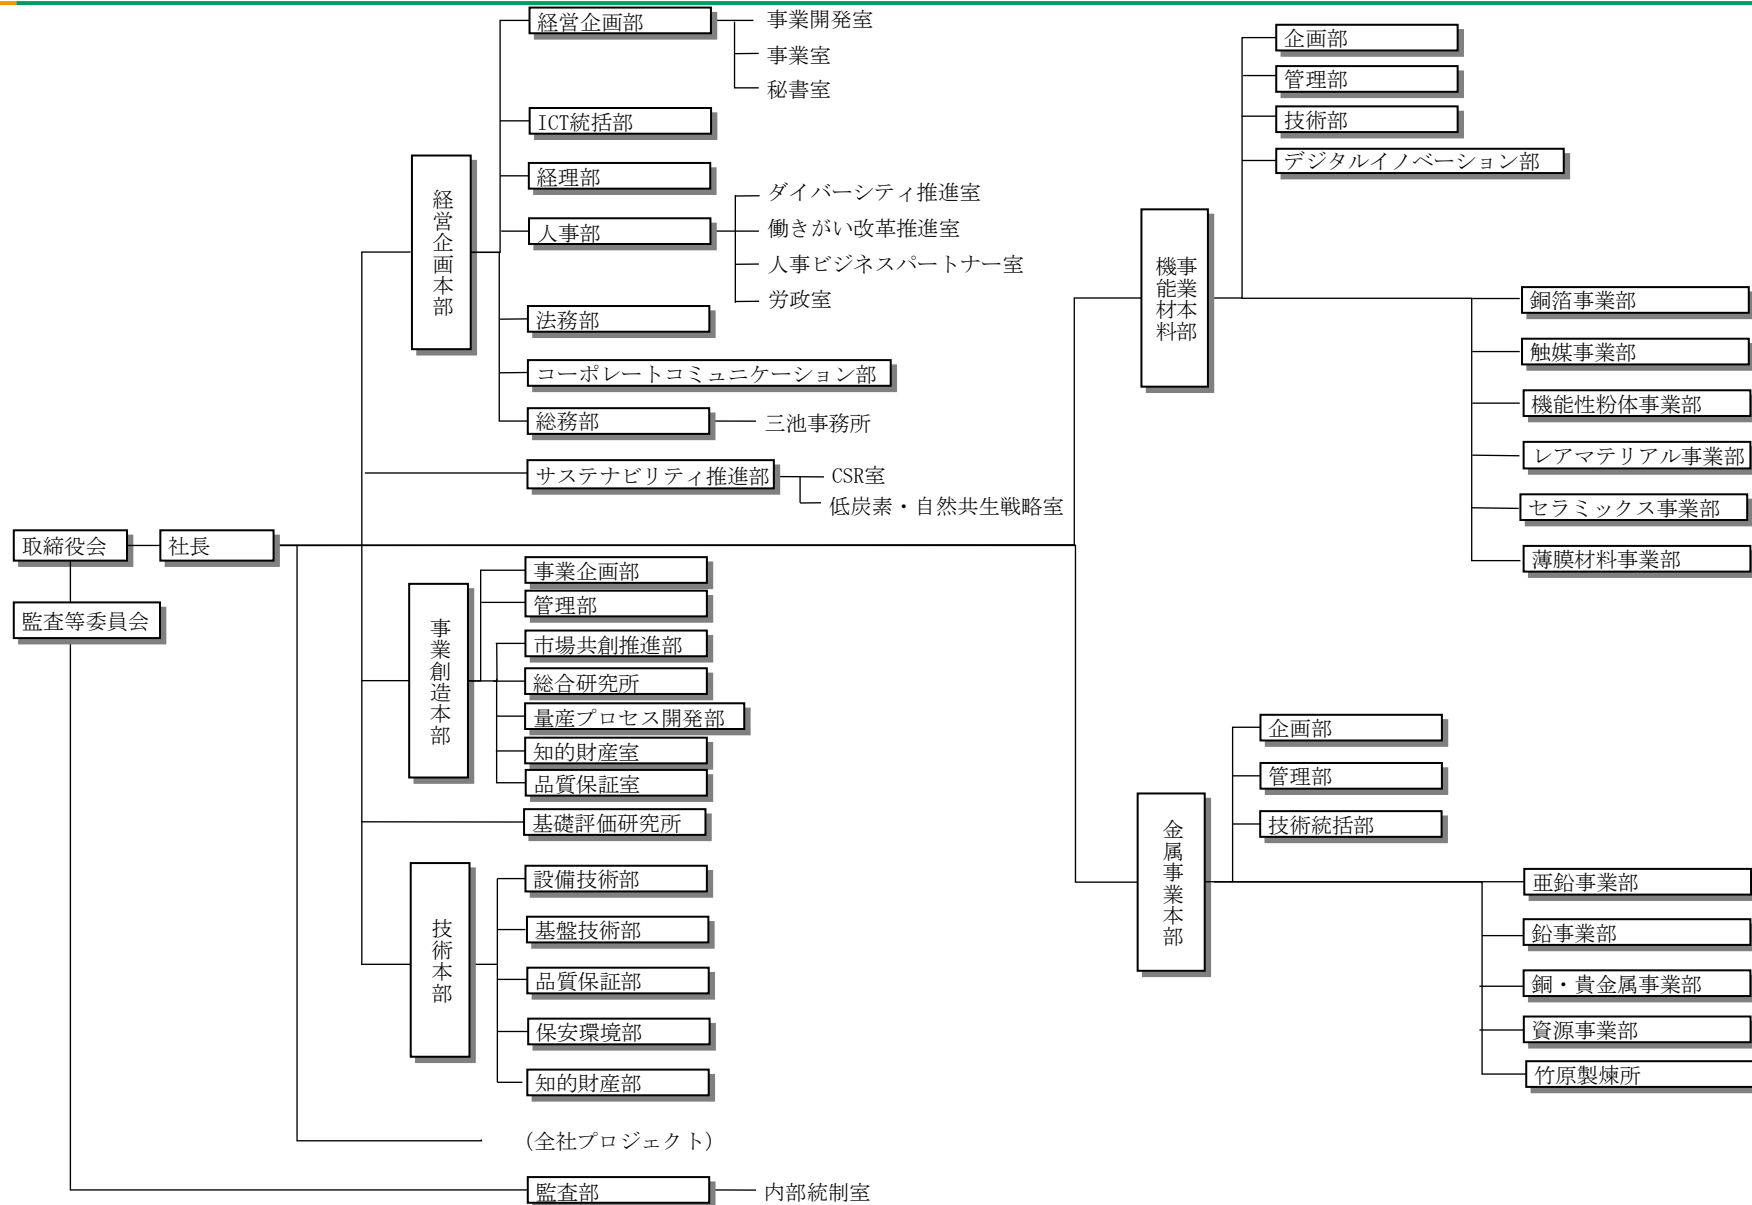 経営企画部
事業開発室
事業室
秘書室
ICT統括部
経理部
人事部
ダイバーシティ推進室
働きがい改革推進室
人事ビジネスパートナー室
労政室
経営企画本部
法務部
コーポレートコミュニケーション部
総務部
三池事務所
サステナビリティ推進部
CSR室
低炭素・自然共生戦略室
取締役会
社長
監査等委員会
事業創造本部
事業企画部
管理部
市場共創推進部
総合研究所
量産プロセス開発部
知的財産室
品質保証室
基礎評価研究所
技術本部
設備技術部
基盤技術部
品質保証部
保安環境部
知的財産部
(全社プロジェクト)
監査部
内部統制室
企画部
管理部
技術部
デジタルイノベーション部
機能材料
事業本部
銅箔事業部
触媒事業部
機能性粉体事業部
レアマテリアル事業部
セラミックス事業部
薄膜材料事業部
企画部
管理部
技術統括部
金属事業本部
亜鉛事業部
鉛事業部
銅・貴金属事業部
資源事業部
竹原製煉所